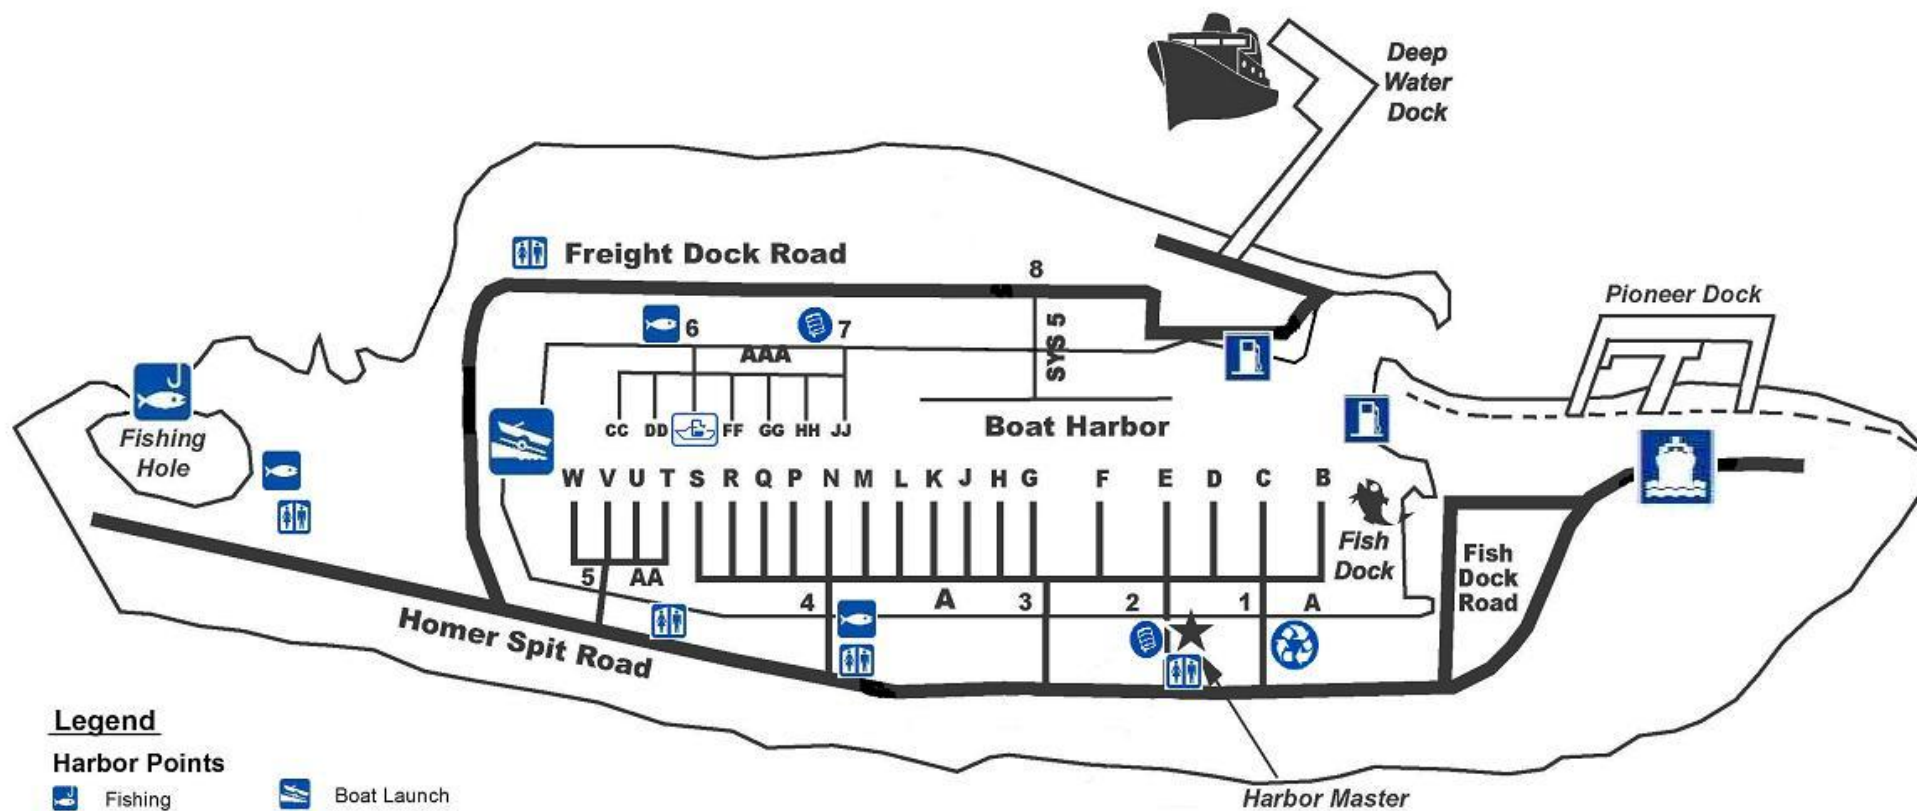 Deep
Water
Dock
Freight Dock Road
8
Pioneer Dock
6
7
AAA
SYS 5
CC DD FF GG HH JJ
Boat Harbor
Fishing
Hole
W V U T S R Q P N M L K J H G F E D C B
Fish
Dock
Fish
Dock
Road
5 AA
4 A 3 2 1 A
Homer Spit Road
Legend
Harbor Points
Fishing
Boat Launch
Harbor Master